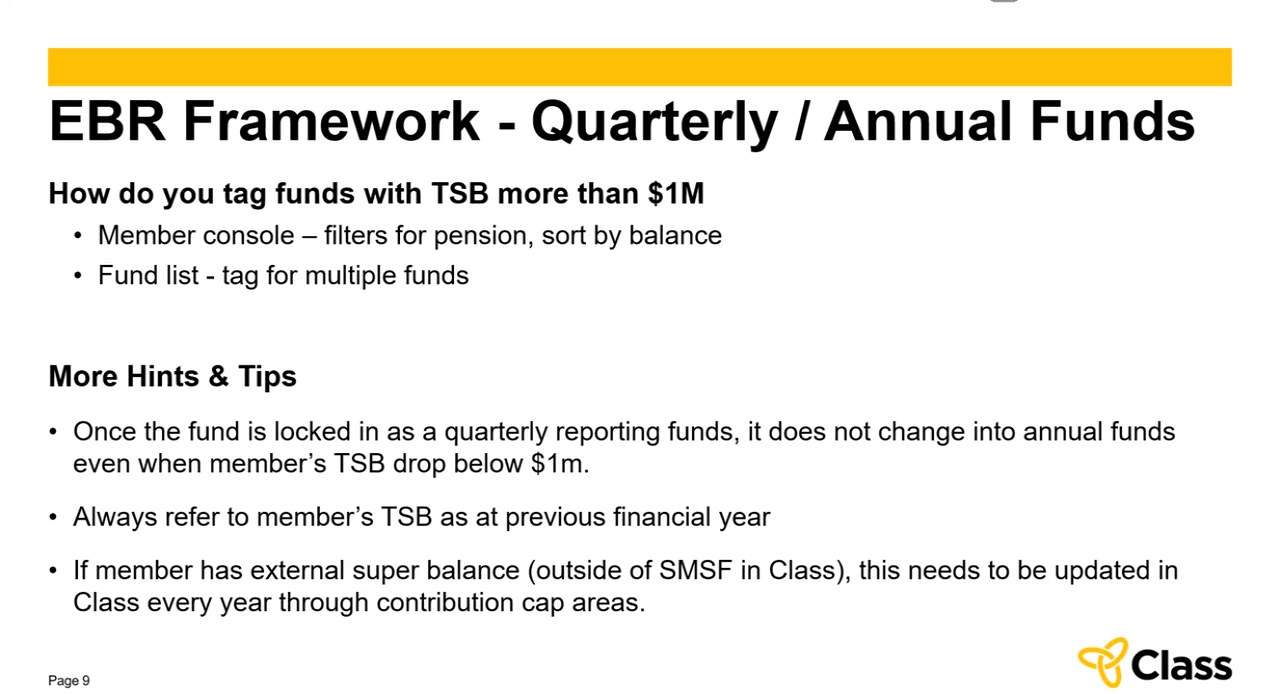 EBR Framework - Quarterly / Annual Funds
How do you tag funds with TSB more than $1M
• Member console – filters for pension, sort by balance
• Fund list - tag for multiple funds
More Hints & Tips
• Once the fund is locked in as a quarterly reporting funds, it does not change into annual funds
even when member’s TSB drop below $1m.
• Always refer to member’s TSB as at previous financial year
• If member has external super balance (outside of SMSF in Class), this needs to be updated in
Class every year through contribution cap areas.
Page 9
Class